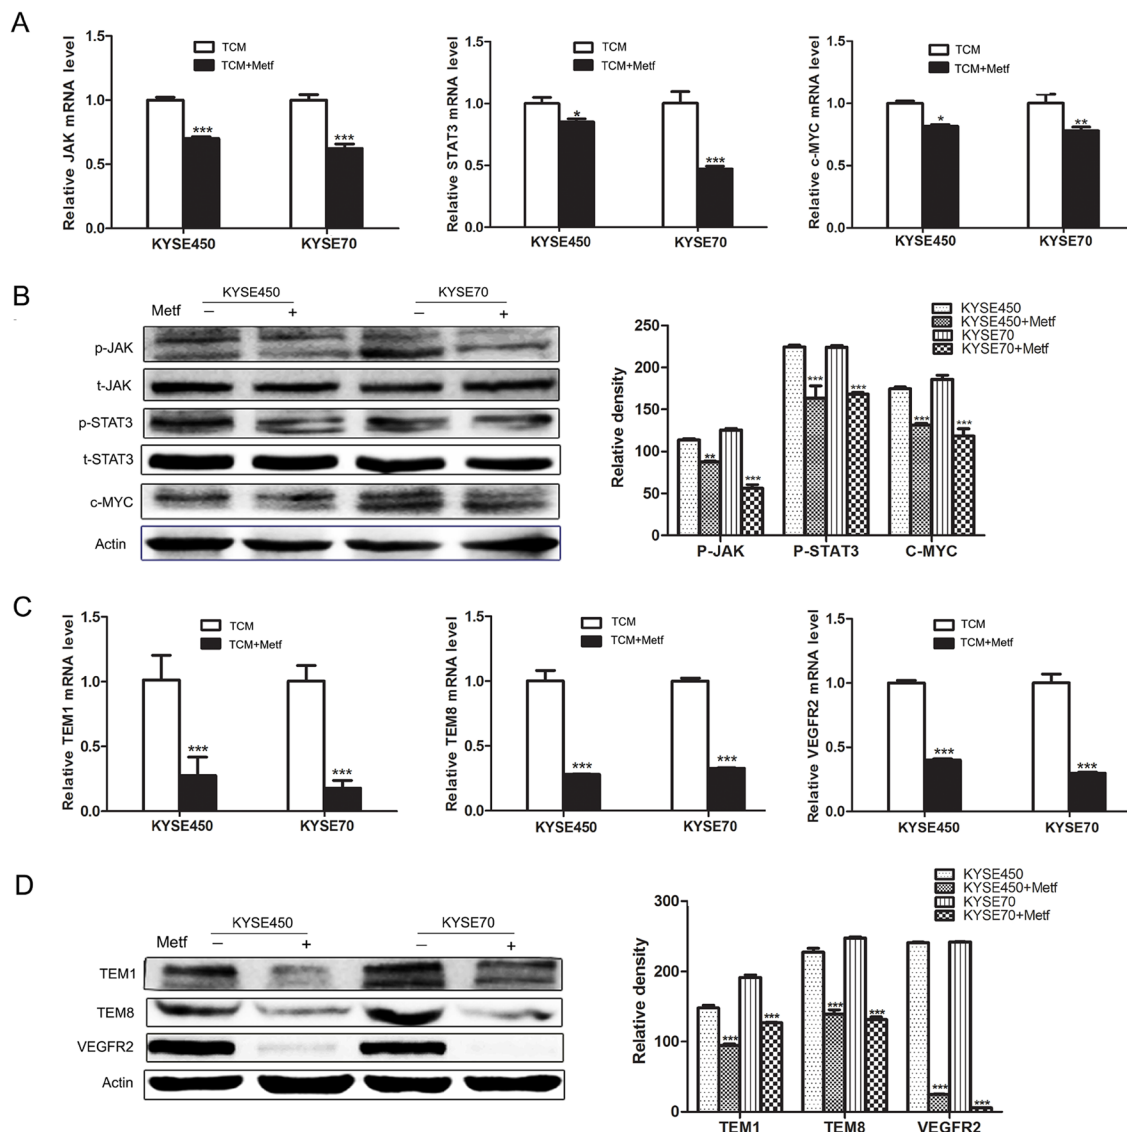 A
Relative JAK mRNA level
1.5
1.0
0.5
0.0
TCM
TCM+Metf
***
***
KYSE450 KYSE70
Relative STAT3 mRNA level
1.5
1.0
0.5
0.0
TCM
TCM+Metf
*
***
KYSE450 KYSE70
Relative c-MYC mRNA level
1.5
1.0
0.5
0.0
TCM
TCM+Metf
*
**
KYSE450 KYSE70
B
KYSE450 KYSE70
Metf – + – +
p-JAK
t-JAK
p-STAT3
t-STAT3
c-MYC
Actin
KYSE450
KYSE450+Metf
KYSE70
KYSE70+Metf
Relative density
250
200
150
100
50
0
** *** *** *** *** ***
P-JAK P-STAT3 C-MYC
C
Relative TEM1 mRNA level
1.5
1.0
0.5
0.0
TCM
TCM+Metf
***
***
KYSE450 KYSE70
Relative TEM8 mRNA level
1.5
1.0
0.5
0.0
TCM
TCM+Metf
***
***
KYSE450 KYSE70
Relative VEGFR2 mRNA level
1.5
1.0
0.5
0.0
TCM
TCM+Metf
***
***
KYSE450 KYSE70
D
KYSE450 KYSE70
Metf – + – +
TEM1
TEM8
VEGFR2
Actin
KYSE450
KYSE450+Metf
KYSE70
KYSE70+Metf
Relative density
300
200
100
0
*** *** *** *** *** ***
TEM1 TEM8 VEGFR2